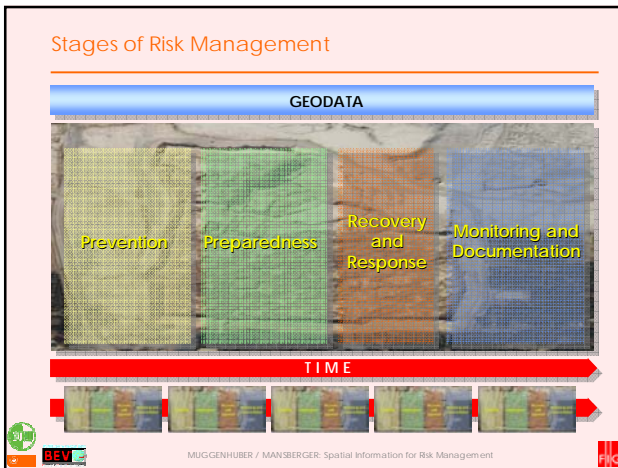 Stages of Risk Management
GEODATA
Prevention
Preparedness
Recovery
and
Response
Monitoring and
Documentation
TIME
MUGGENHUBER / MANSBERGER: Spatial Information for Risk Management
BEV
FIG